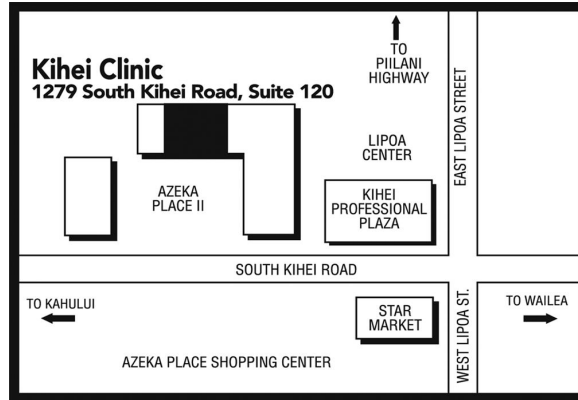 Kihei Clinic
1279 South Kihei Road, Suite 120
TO
PIILANI
HIGHWAY
EAST LIPOA STREET
LIPOA
CENTER
AZEKA
PLACE II
KIHEI
PROFESSIONAL
PLAZA
SOUTH KIHEI ROAD
TO KAHULUI
STAR
MARKET
WEST LIPOA ST.
TO WAILEA
AZEKA PLACE SHOPPING CENTER